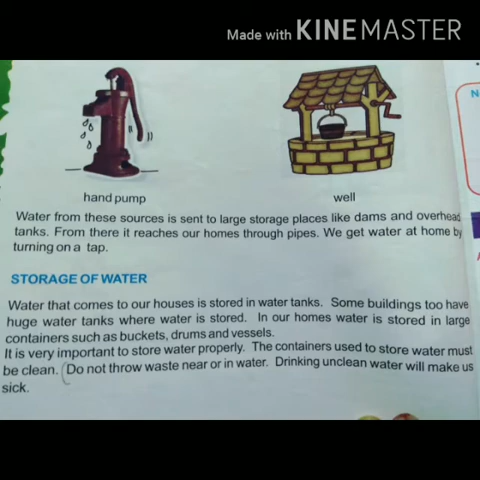 Made with KINEMASTER
hand pump
well
Water from these sources is sent to large storage places like dams and overhead
tanks. From there it reaches our homes through pipes. We get water at home by
turning on a tap.
STORAGE OF WATER
Water that comes to our houses is stored in water tanks. Some buildings too have
huge water tanks where water is stored. In our homes water is stored in large
containers such as buckets, drums and vessels.
It is very important to store water properly. The containers used to store water must
be clean. (Do not throw waste near or in water. Drinking unclean water will make us
sick.